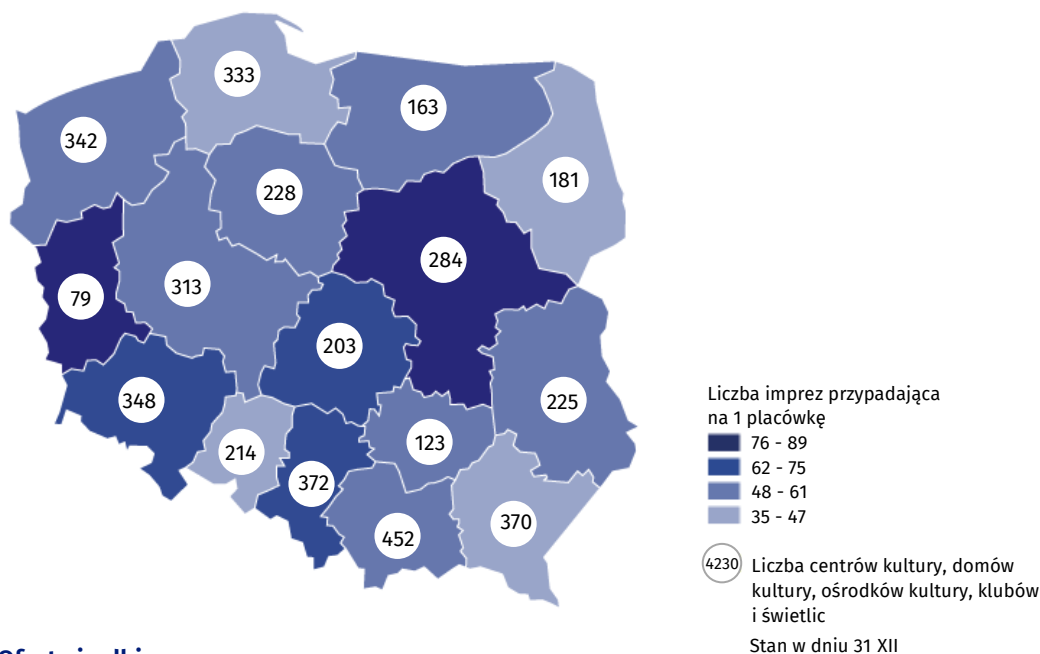 333
163
342
181
228
284
79
313
203
348
225
214
123
372
452
370
Liczba imprez przypadająca
na 1 placówkę
76 - 89
62 - 75
48 - 61
35 - 47
4230
Liczba centrów kultury, domów
kultury, ośrodków kultury, klubów
i świetlic
Stan w dniu 31 XII